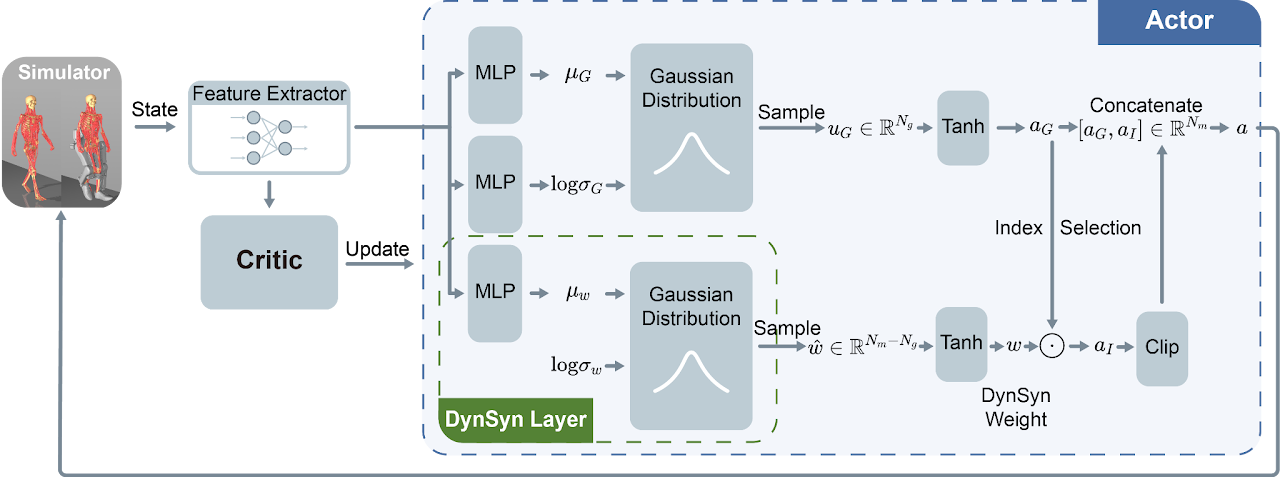 Actor
Simulator
State
Feature Extractor
Critic
Update
MLP
$\mu_G$
Gaussian
Distribution
MLP
$\log\sigma_G$
Sample
$u_G \in \mathbb{R}^{N_g}$
Tanh
$a_G$
Concatenate
$[a_G, a_I] \in \mathbb{R}^{N_m}$
$a$
Index Selection
MLP
$\mu_w$
$\log\sigma_w$
Gaussian
Distribution
DynSyn Layer
Sample
$\hat{w} \in \mathbb{R}^{N_m - N_g}$
Tanh
$w$
$\odot$
$a_I$
Clip
DynSyn
Weight